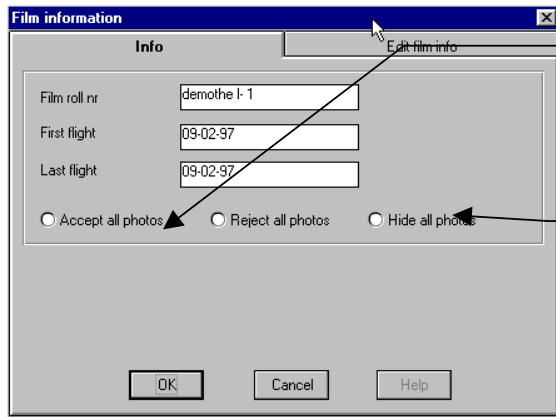 Film information
Info
Edit film info
Film roll nr
demothe l- 1
First flight
09-02-97
Last flight
09-02-97
Accept all photos
Reject all photos
Hide all photos
OK
Cancel
Help